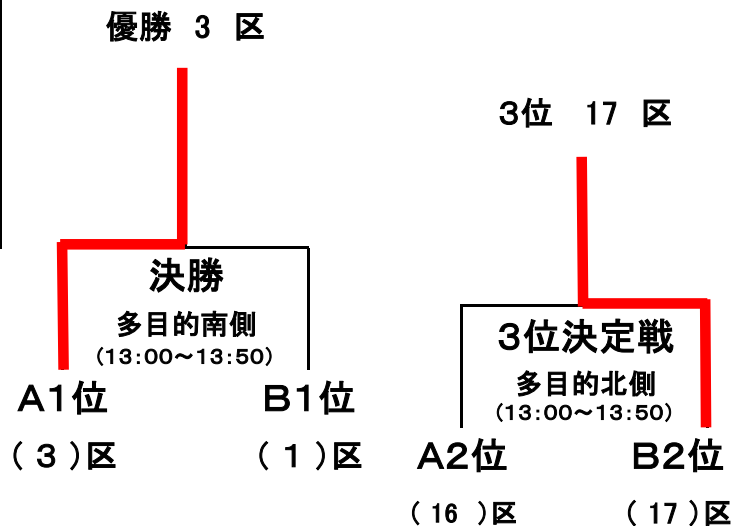 優勝 3 区
決勝
多目的南側
(13:00～13:50)
A1位 B1位
( 3 )区 ( 1 )区
3位 17 区
3位決定戦
多目的北側
(13:00～13:50)
A2位 B2位
( 16 )区 ( 17 )区